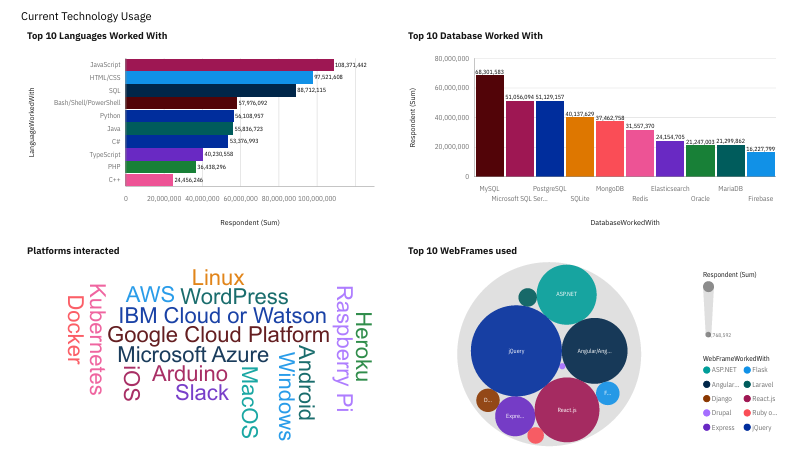 Current Technology Usage
Top 10 Languages Worked With
LanguageWorkedWith
JavaScript 108,371,442
HTML/CSS 97,521,608
SQL 88,712,115
Bash/Shell/PowerShell 57,976,092
Python 56,108,957
Java 55,836,723
C# 53,376,993
TypeScript 40,230,558
PHP 36,438,296
C++ 24,456,246
0 20,000,000 40,000,000 60,000,000 80,000,000 100,000,000
Respondent (Sum)
Top 10 Database Worked With
Respondent (Sum)
80,000,000
60,000,000
40,000,000
20,000,000
0
68,301,583
51,056,094 51,129,157
40,137,629
37,462,758
31,557,370
24,154,705
21,247,003 21,299,862
16,227,799
MySQL PostgreSQL MongoDB Elasticsearch MariaDB
Microsoft SQL Ser... SQLite Redis Oracle Firebase
DatabaseWorkedWith
Platforms interacted
Linux
AWS WordPress
IBM Cloud or Watson
Google Cloud Platform
Microsoft Azure
Arduino
Slack
Docker
Kubernetes
iOS
MacOS
Windows
Android
Raspberry Pi
Heroku
Top 10 WebFrames used
ASP.NET
jQuery
Angular/Ang...
React.js
Expre...
F...
Respondent (Sum)
WebFrameWorkedWith
ASP.NET Flask
Angular... Laravel
Django React.js
Drupal Ruby o...
Express jQuery